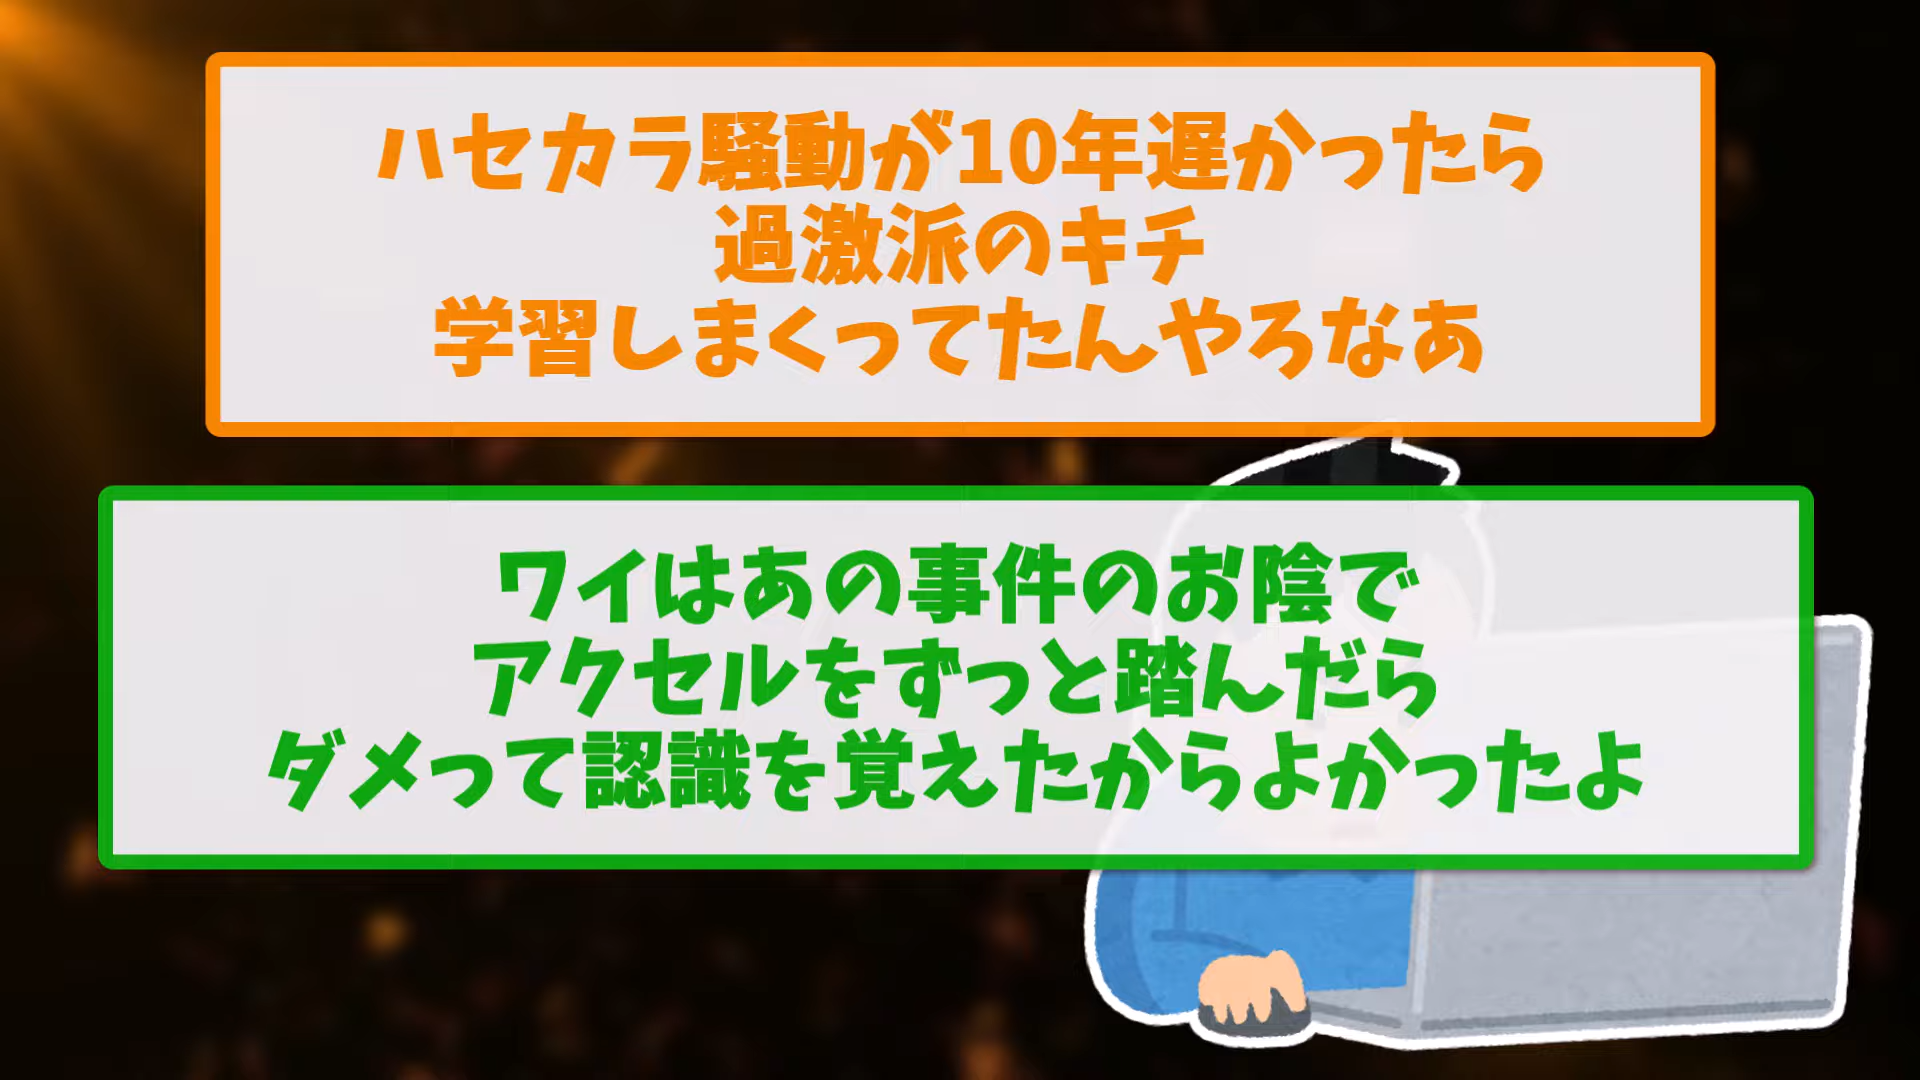 ハセカラ騒動が10年遅かったら
過激派のキチ
学習しまくってたんやろなあ
ワイはあの事件のお陰で
アクセルをずっと踏んだら
ダメって認識を覚えたからよかったよ